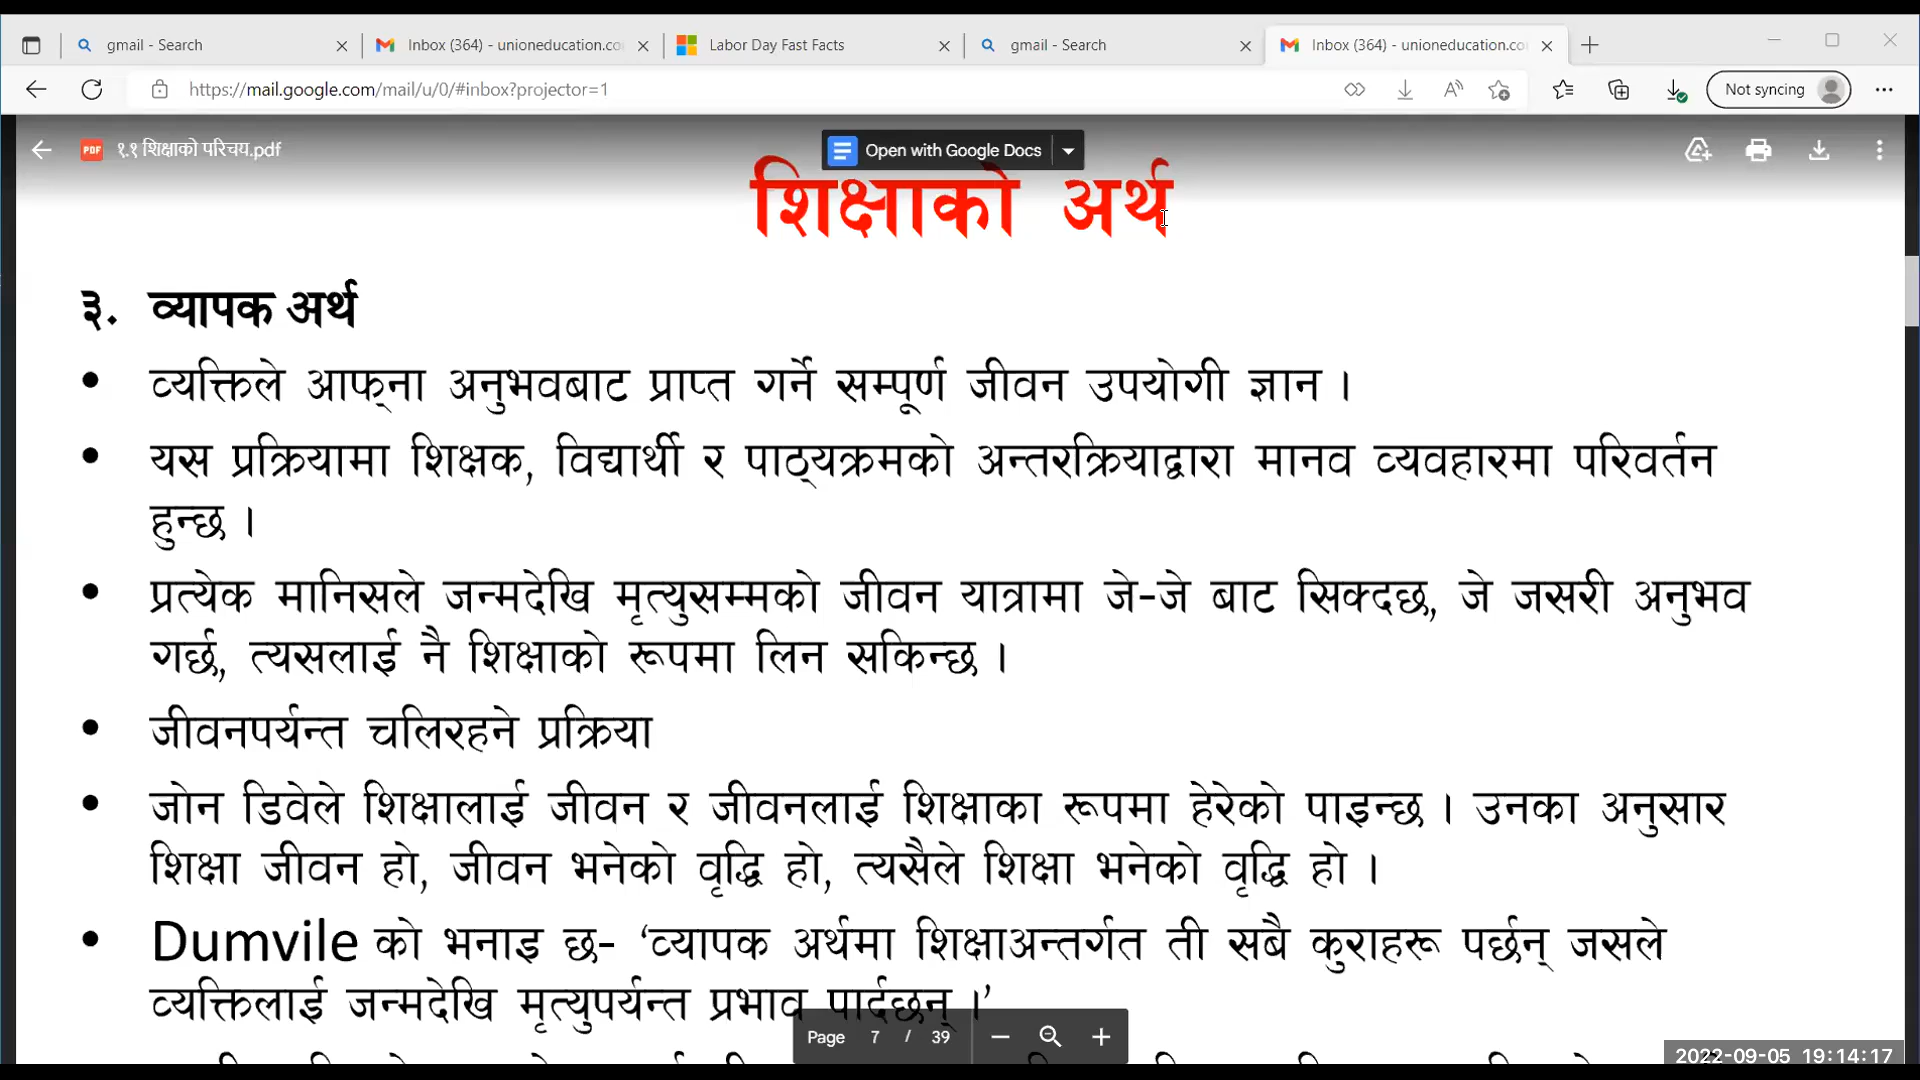 gmail - Search
Inbox (364) - unioneducation.co
Labor Day Fast Facts
gmail - Search
Inbox (364) - unioneducation.co
https://mail.google.com/mail/u/0/#inbox?projector=1
Not syncing
PDF
१.१ शिक्षाको परिचय.pdf
Open with Google Docs
शिक्षाको अर्थ
३. व्यापक अर्थ
• व्यक्तिले आफ्ना अनुभवबाट प्राप्त गर्ने सम्पूर्ण जीवन उपयोगी ज्ञान ।
• यस प्रक्रियामा शिक्षक, विद्यार्थी र पाठ्यक्रमको अन्तरक्रियाद्वारा मानव व्यवहारमा परिवर्तन
हुन्छ ।
• प्रत्येक मानिसले जन्मदेखि मृत्युसम्मको जीवन यात्रामा जे-जे बाट सिक्दछ, जे जसरी अनुभव
गर्छ, त्यसलाई नै शिक्षाको रूपमा लिन सकिन्छ ।
• जीवनपर्यन्त चलिरहने प्रक्रिया
• जोन डिवेले शिक्षालाई जीवन र जीवनलाई शिक्षाका रूपमा हेरेको पाइन्छ । उनका अनुसार
शिक्षा जीवन हो, जीवन भनेको वृद्धि हो, त्यसैले शिक्षा भनेको वृद्धि हो ।
• Dumvile को भनाइ छ- ‘व्यापक अर्थमा शिक्षाअन्तर्गत ती सबै कुराहरू पर्छन् जसले
व्यक्तिलाई जन्मदेखि मृत्युपर्यन्त प्रभाव पार्दछन् ।’
Page 7 / 39
2022-09-05 19:14:17